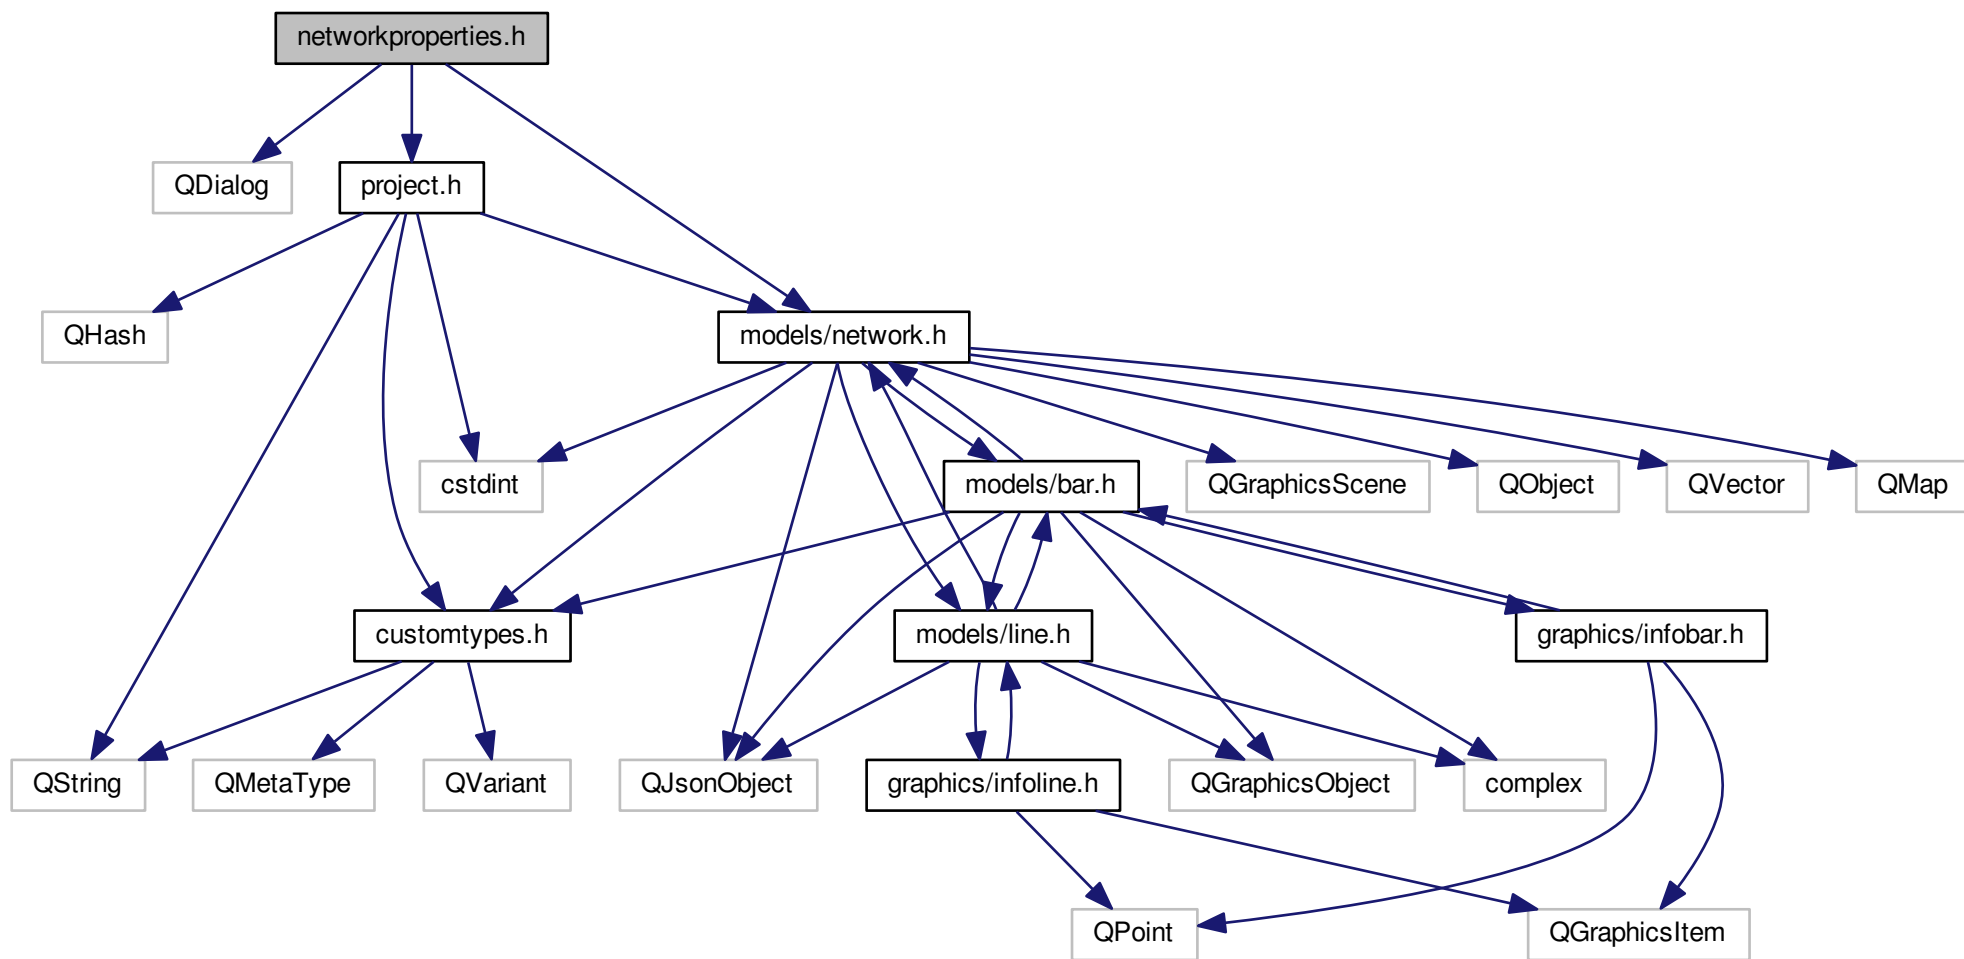 networkproperties.h
QDialog
project.h
QHash
models/network.h
cstdint
models/bar.h
QGraphicsScene
QObject
QVector
QMap
customtypes.h
models/line.h
graphics/infobar.h
QString
QMetaType
QVariant
QJsonObject
graphics/infoline.h
QGraphicsObject
complex
QPoint
QGraphicsItem